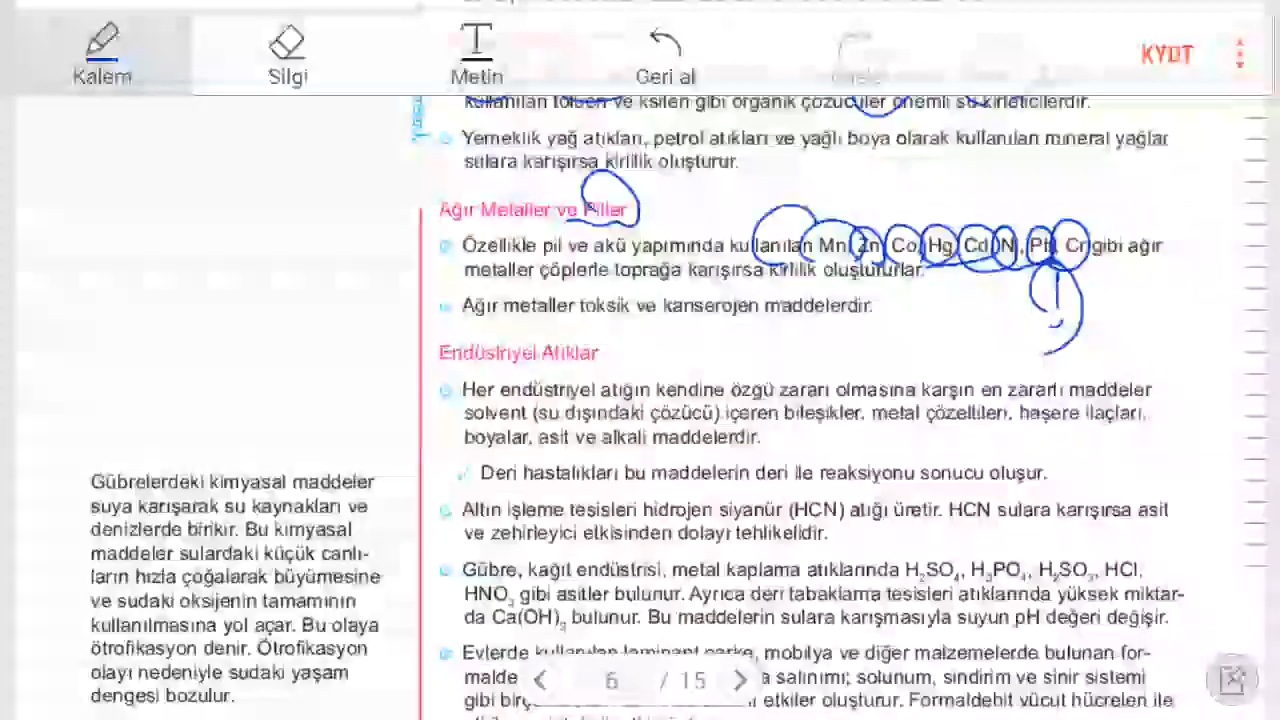 Kalem
Silgi
Metin
Geri al
KYDT
kullanılan toluen ve ksilen gibi organik çözücüler önemli su kirleticilerdir.
Yemeklik yağ atıkları, petrol atıkları ve yağlı boya olarak kullanılan mineral yağlar
sulara karışırsa kirlilik oluşturur.
Ağır Metaller ve Piller
Özellikle pil ve akü yapımında kullanılan Mn, Zn, Co, Hg, Cd, Ni, Pb, Cr gibi ağır
metaller çöplerle toprağa karışırsa kirlilik oluştururlar.
Ağır metaller toksik ve kanserojen maddelerdir.
Endüstriyel Atıklar
Her endüstriyel atığın kendine özgü zararı olmasına karşın en zararlı maddeler
solvent (su dışındaki çözücü) içeren bileşikler, metal çözeltileri, haşere ilaçları,
boyalar, asit ve alkali maddelerdir.
Deri hastalıkları bu maddelerin deri ile reaksiyonu sonucu oluşur.
Altın işleme tesisleri hidrojen siyanür (HCN) atığı üretir. HCN sulara karışırsa asit
ve zehirleyici etkisinden dolayı tehlikelidir.
Gübre, kağıt endüstrisi, metal kaplama atıklarında H₂SO₄, H₃PO₄, H₂SO₃, HCl,
HNO₃ gibi asitler bulunur. Ayrıca deri tabaklama tesisleri atıklarında yüksek miktar-
da Ca(OH)₂ bulunur. Bu maddelerin sulara karışmasıyla suyun pH değeri değişir.
Evlerde kullanılan laminant parke, mobilya ve diğer malzemelerde bulunan for-
malde salınımı; solunum, sindirim ve sinir sistemi
gibi etkiler oluşturur. Formaldehit vücut hücreleri ile
Gübrelerdeki kimyasal maddeler
suya karışarak su kaynakları ve
denizlerde birikir. Bu kimyasal
maddeler sulardaki küçük canlı-
ların hızla çoğalarak büyümesine
ve sudaki oksijenin tamamının
kullanılmasına yol açar. Bu olaya
ötrofikasyon denir. Ötrofikasyon
olayı nedeniyle sudaki yaşam
dengesi bozulur.
6 / 15